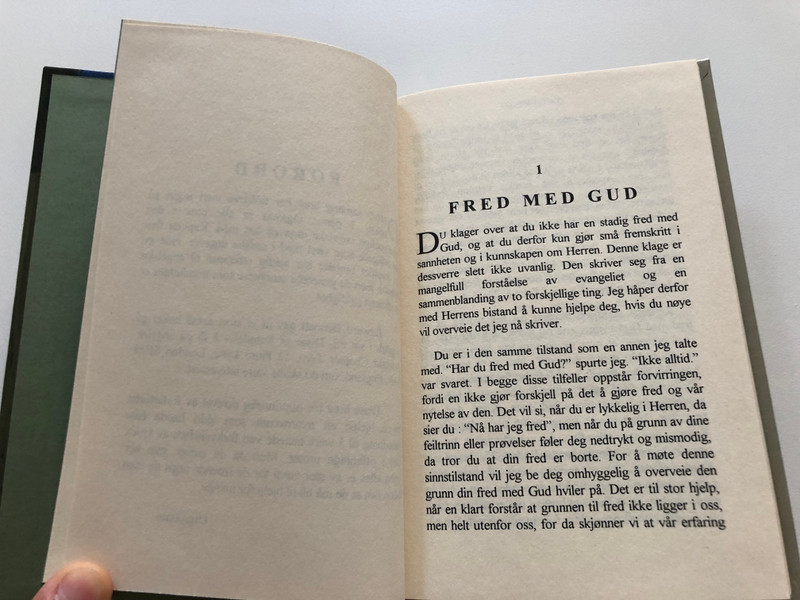 1
FRED MED GUD
DU klager over at du ikke har en stadig fred med
Gud, og at du derfor kun gjør små fremskritt i
sannheten og i kunnskapen om Herren. Denne klage er
dessverre slett ikke uvanlig. Den skriver seg fra en
mangelfull forståelse av evangeliet og en
sammenblanding av to forskjellige ting. Jeg håper derfor
med Herrens bistand å kunne hjelpe deg, hvis du nøye
vil overveie det jeg nå skriver.
Du er i den samme tilstand som en annen jeg talte
med. “Har du fred med Gud?” spurte jeg. “Ikke alltid.”
var svaret. I begge disse tilfeller oppstår forvirringen,
fordi en ikke gjør forskjell på det å gjøre fred og vår
nytelse av den. Det vil si, når du er lykkelig i Herren, da
sier du : “Nå har jeg fred”, men når du på grunn av dine
feiltrinn eller prøvelser føler deg nedtrykt og mismodig,
da tror du at din fred er borte. For å møte denne
sinnstilstand vil jeg be deg omhyggelig å overveie den
grunn din fred med Gud hviler på. Det er til stor hjelp,
når en klart forstår at grunnen til fred ikke ligger i oss,
men helt utenfor oss, for da skjønner vi at vår erfaring